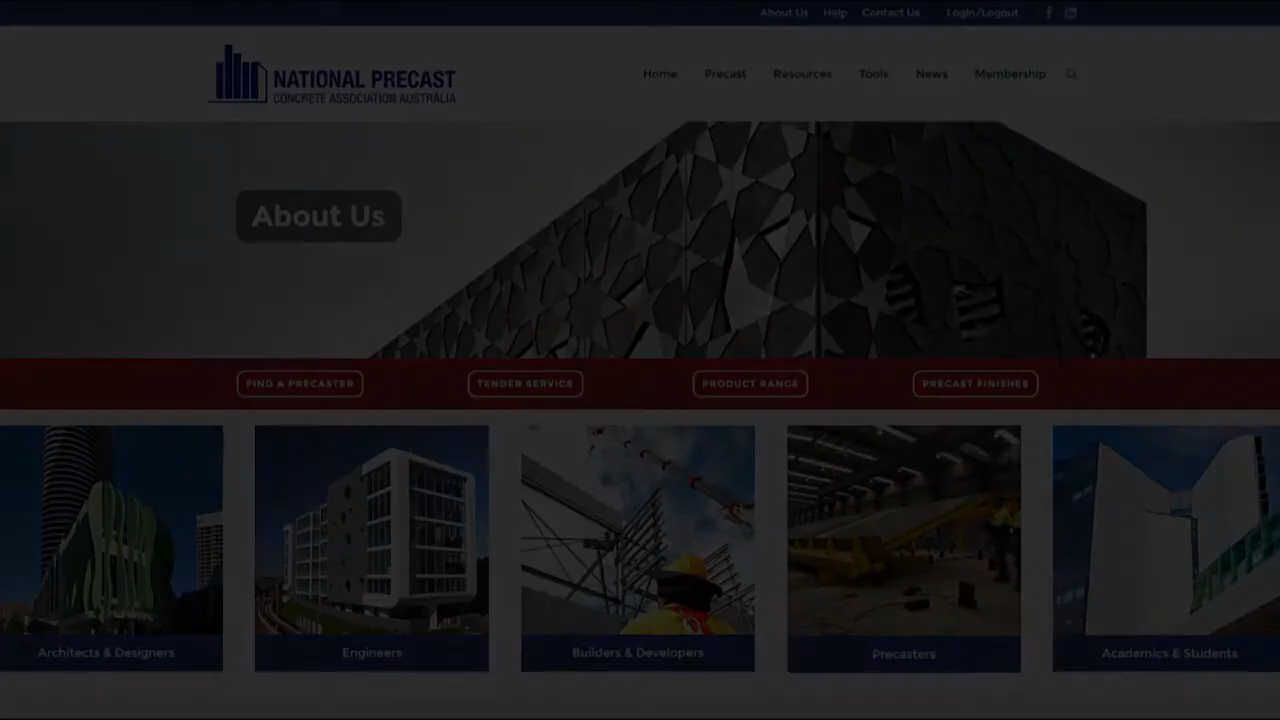 About Us Help Contact Us Login/Logout
NATIONAL PRECAST
CONCRETE ASSOCIATION AUSTRALIA
Home Precast Resources Tools News Membership
About Us
FIND A PRECASTER TENDER SERVICE PRODUCT RANGE PRECAST FINISHES
Architects & Designers Engineers Builders & Developers Precasters Academics & Students